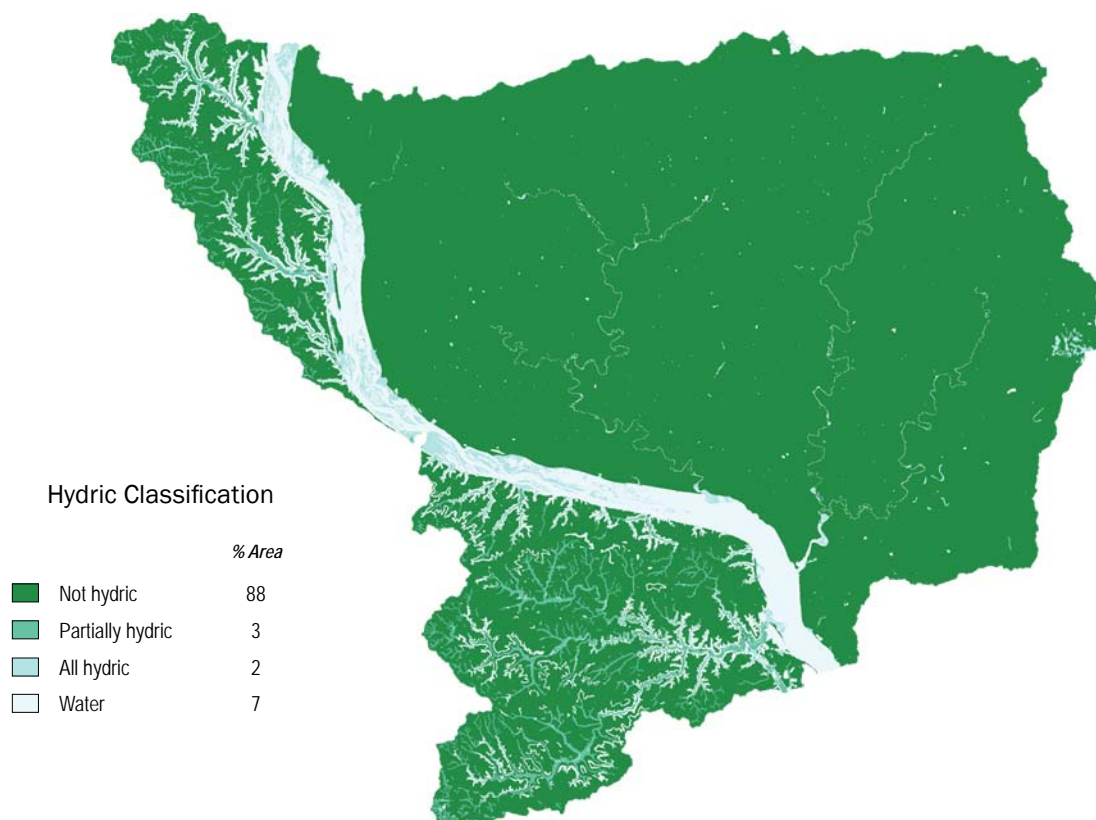 Hydric Classification
% Area
Not hydric 88
Partially hydric 3
All hydric 2
Water 7